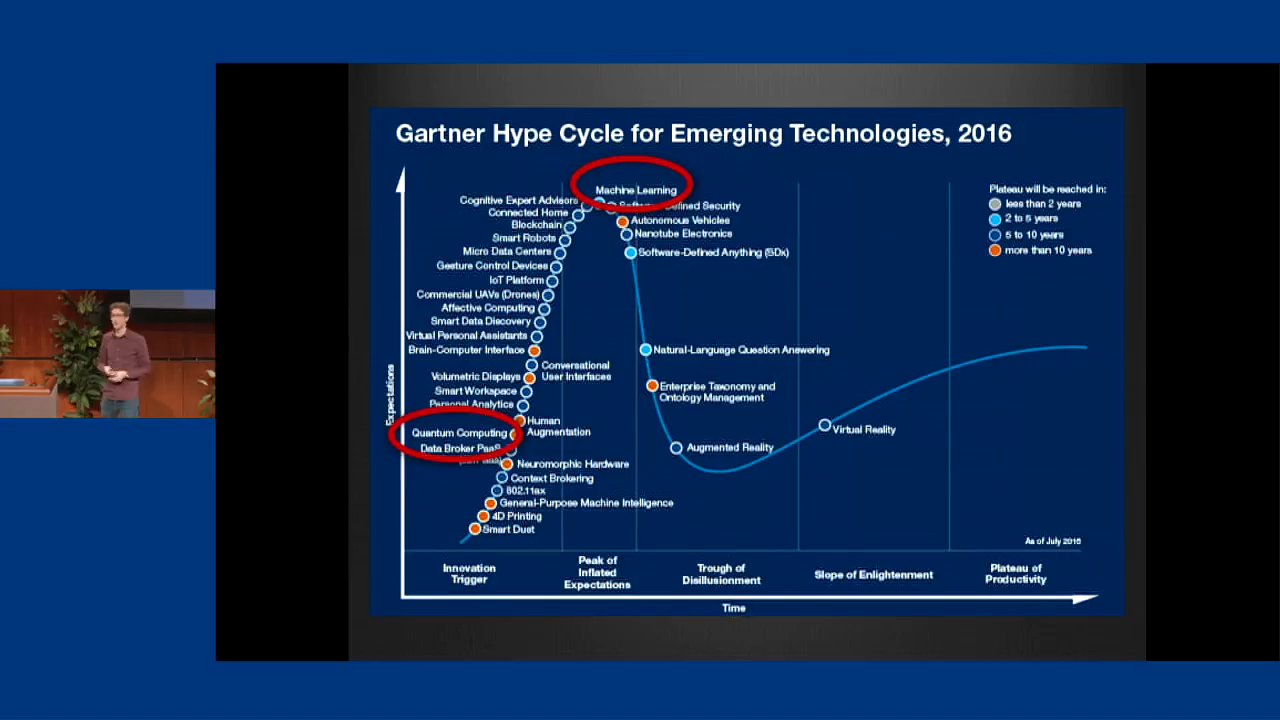 Gartner Hype Cycle for Emerging Technologies, 2016
Machine Learning
Cognitive Expert Advisors
Software-Defined Security
Connected Home
Autonomous Vehicles
Blockchain
Nanotube Electronics
Smart Robots
Micro Data Centers
Software-Defined Anything (SDx)
Gesture Control Devices
IoT Platform
Commercial UAVs (Drones)
Affective Computing
Smart Data Discovery
Virtual Personal Assistants
Brain-Computer Interface
Natural-Language Question Answering
Conversational
User Interfaces
Volumetric Displays
Enterprise Taxonomy and
Ontology Management
Smart Workspace
Personal Analytics
Human
Augmentation
Quantum Computing
Data Broker PaaS
Augmented Reality
Virtual Reality
Neuromorphic Hardware
Context Brokering
802.11ax
General-Purpose Machine Intelligence
4D Printing
Smart Dust
Plateau will be reached in:
less than 2 years
2 to 5 years
5 to 10 years
more than 10 years
As of July 2016
Expectations
Innovation
Trigger
Peak of
Inflated
Expectations
Trough of
Disillusionment
Slope of Enlightenment
Plateau of
Productivity
Time